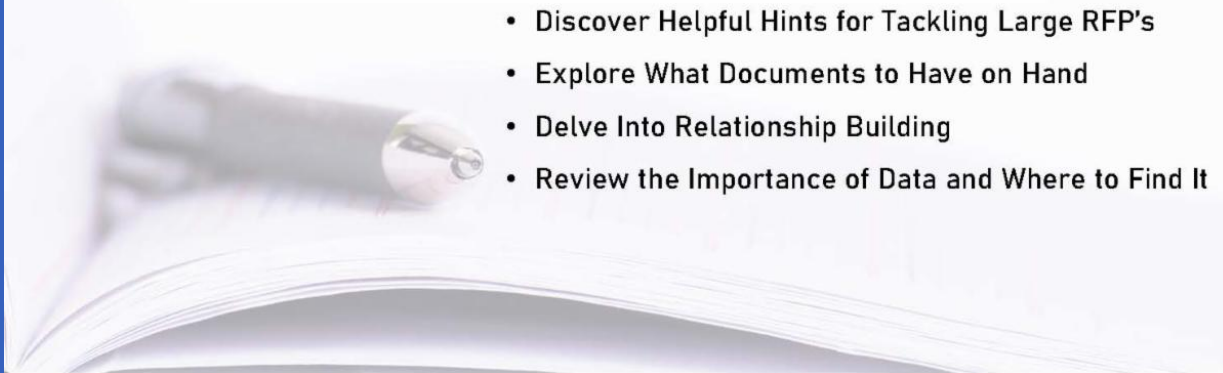 • Discover Helpful Hints for Tackling Large RFP's
• Explore What Documents to Have on Hand
• Delve Into Relationship Building
• Review the Importance of Data and Where to Find It